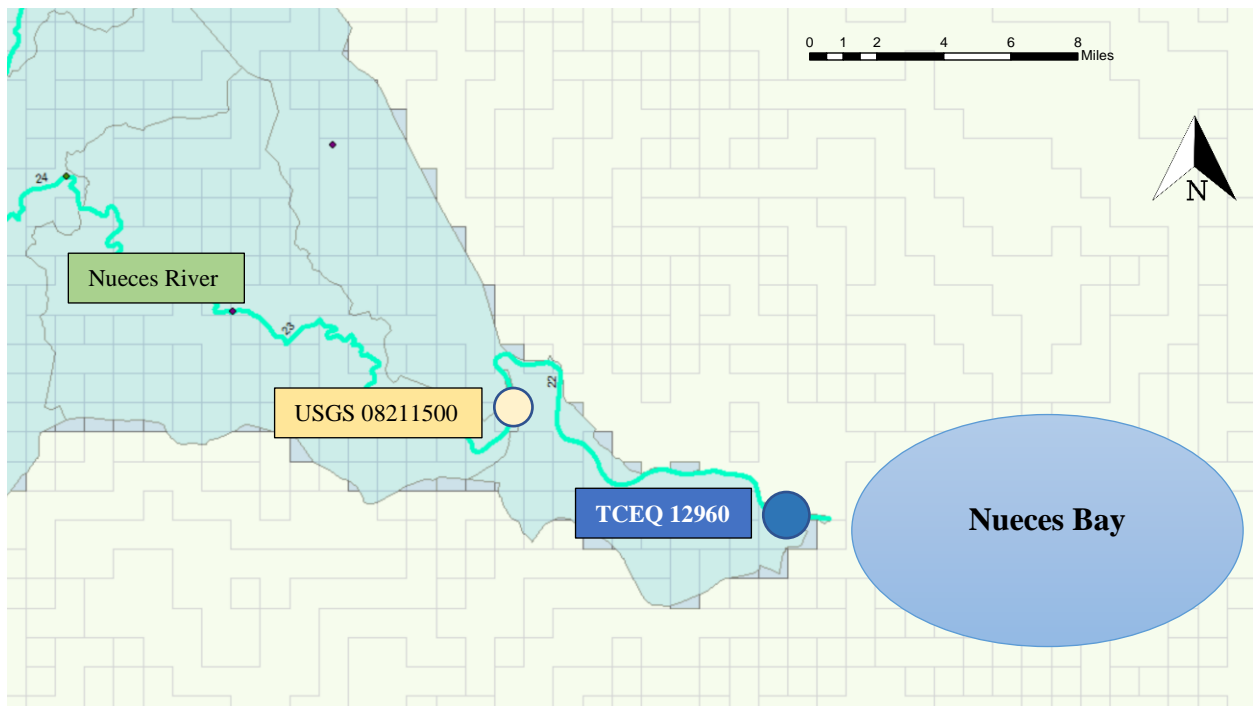 0 1 2 4 6 8
Miles
N
24
Nueces River
23
22
USGS 08211500
TCEQ 12960
Nueces Bay